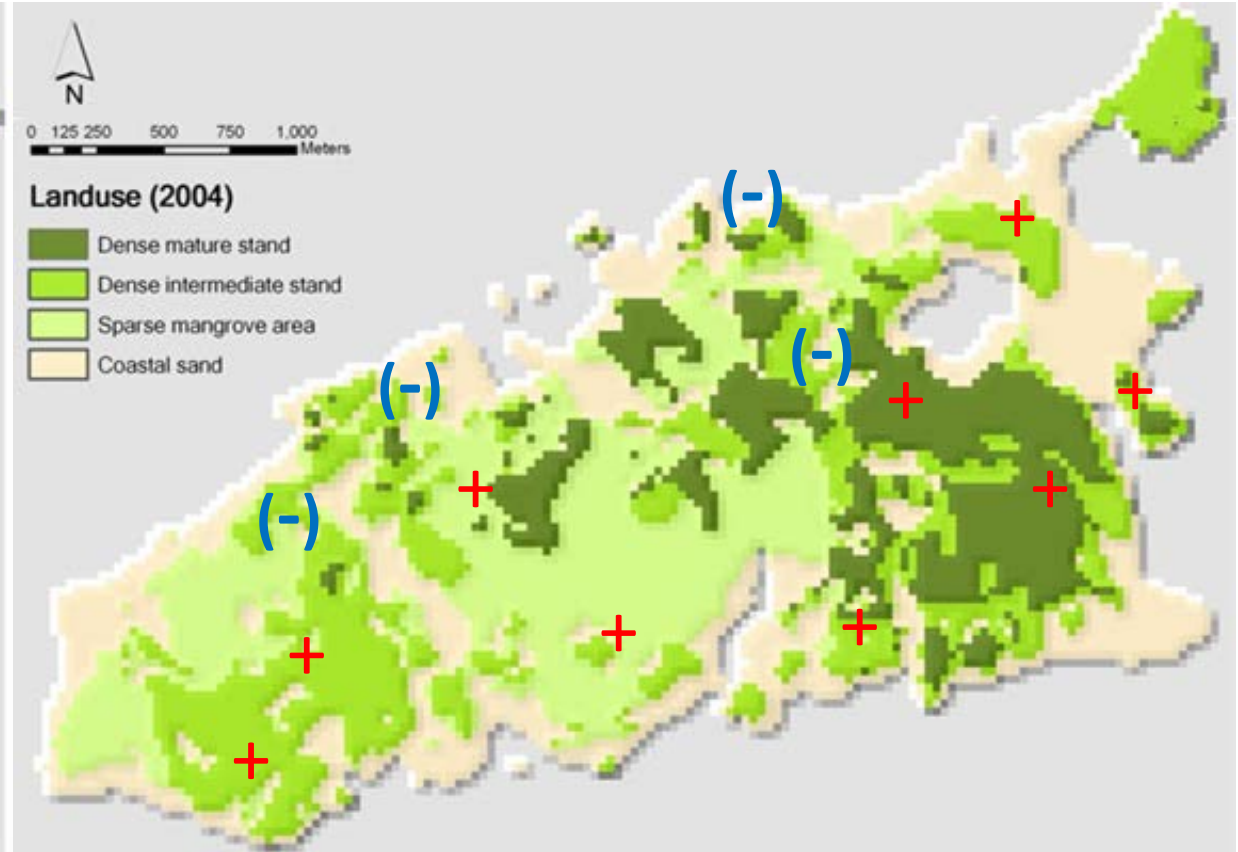 N
0 125 250 500 750 1,000
Meters
Landuse (2004)
Dense mature stand
Dense intermediate stand
Sparse mangrove area
Coastal sand
(-)
+
(-)
(-)
+
+
+
+
(-)
+
+
+
+